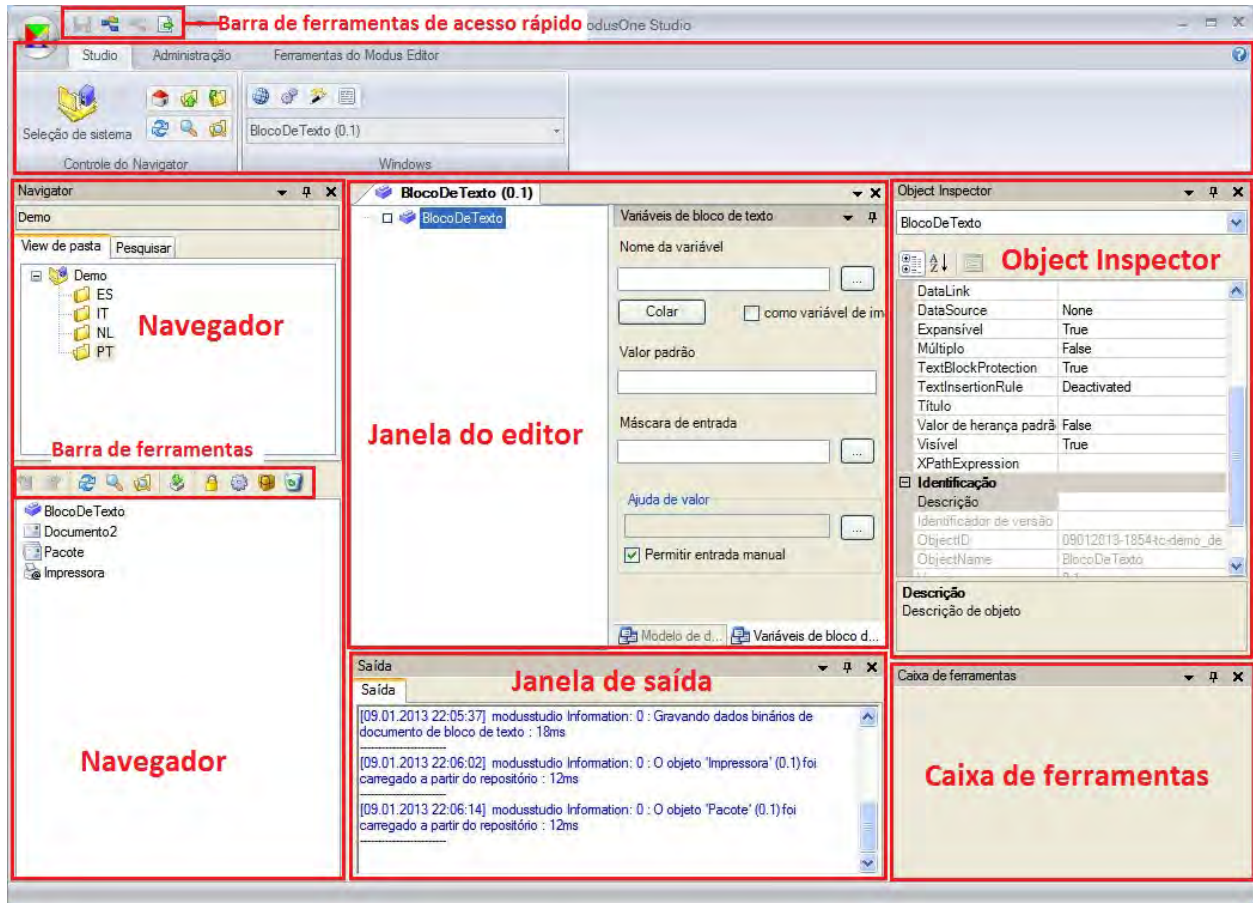 Barra de ferramentas de acesso rápido
odusOne Studio
Studio
Administração
Ferramentas do Modus Editor
Seleção de sistema
BlocoDeTexto (0.1)
Controle do Navigator
Windows
Navigator
Demo
View de pasta
Pesquisar
Demo
ES
IT
NL
PT
Navegador
Barra de ferramentas
BlocoDeTexto
Documento2
Pacote
Impressora
Navegador
BlocoDeTexto (0.1)
BlocoDeTexto
Janela do editor
Variáveis de bloco de texto
Nome da variável
...
Colar
como variável de im
Valor padrão
Máscara de entrada
...
Ajuda de valor
...
Permitir entrada manual
Modelo de d...
Variáveis de bloco d...
Saída
Janela de saída
Saída
[09.01.2013 22:05:37] modusstudio Information: 0 : Gravando dados binários de
documento de bloco de texto : 18ms
-------------------------
[09.01.2013 22:06:02] modusstudio Information: 0 : O objeto 'Impressora' (0.1) foi
carregado a partir do repositório : 12ms
-------------------------
[09.01.2013 22:06:14] modusstudio Information: 0 : O objeto 'Pacote' (0.1) foi
carregado a partir do repositório : 12ms
-------------------------
Object Inspector
BlocoDeTexto
Object Inspector
DataLink
DataSource None
Expansível True
Múltiplo False
TextBlockProtection True
TextInsertionRule Deactivated
Título
Valor de herança padrã False
Visível True
XPathExpression
Identificação
Descrição
Identificador de versão
ObjectID 09012013-1854-tc-demo_de
ObjectName BlocoDeTexto
Descrição
Descrição de objeto
Caixa de ferramentas
Caixa de ferramentas